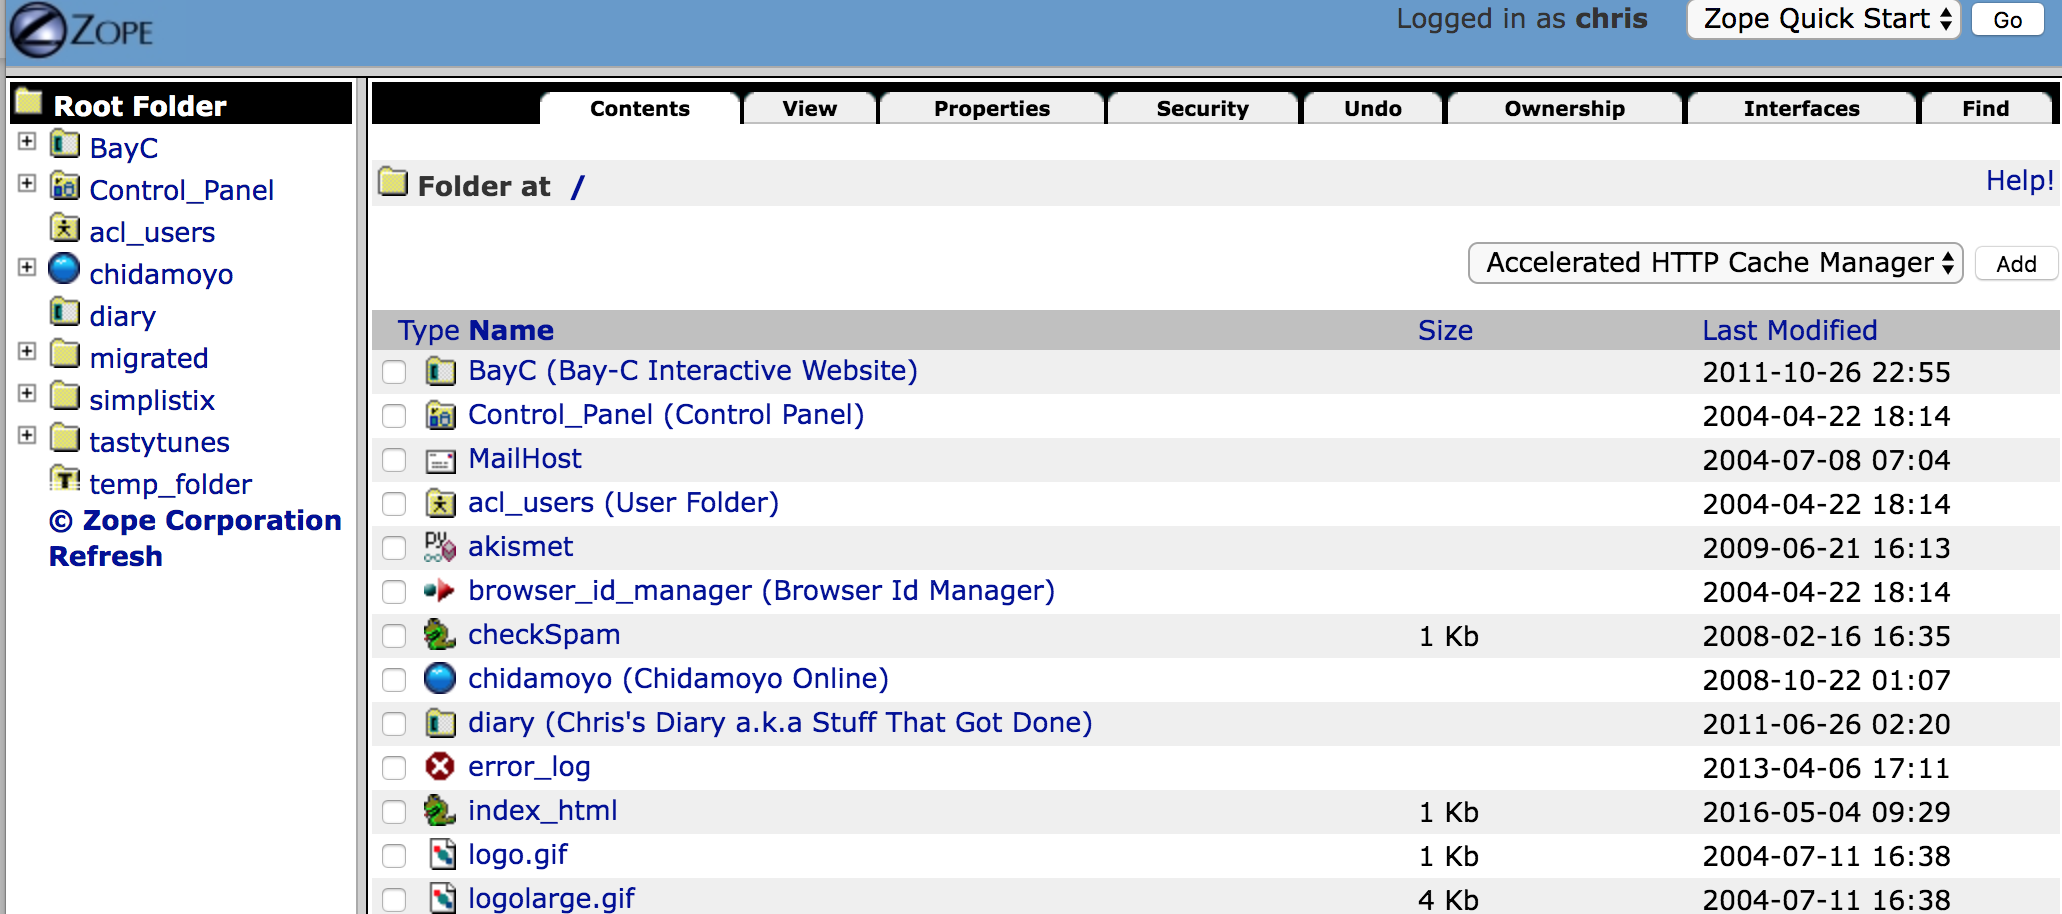 ZOPE
Logged in as chris Zope Quick Start Go
Root Folder
BayC
Control_Panel
acl_users
chidamoyo
diary
migrated
simplistix
tastytunes
temp_folder
© Zope Corporation
Refresh
Contents View Properties Security Undo Ownership Interfaces Find
Folder at /
Help!
Accelerated HTTP Cache Manager Add
Type Name Size Last Modified
BayC (Bay-C Interactive Website) 2011-10-26 22:55
Control_Panel (Control Panel) 2004-04-22 18:14
MailHost 2004-07-08 07:04
acl_users (User Folder) 2004-04-22 18:14
akismet 2009-06-21 16:13
browser_id_manager (Browser Id Manager) 2004-04-22 18:14
checkSpam 1 Kb 2008-02-16 16:35
chidamoyo (Chidamoyo Online) 2008-10-22 01:07
diary (Chris's Diary a.k.a Stuff That Got Done) 2011-06-26 02:20
error_log 2013-04-06 17:11
index_html 1 Kb 2016-05-04 09:29
logo.gif 1 Kb 2004-07-11 16:38
logolarge.gif 4 Kb 2004-07-11 16:38